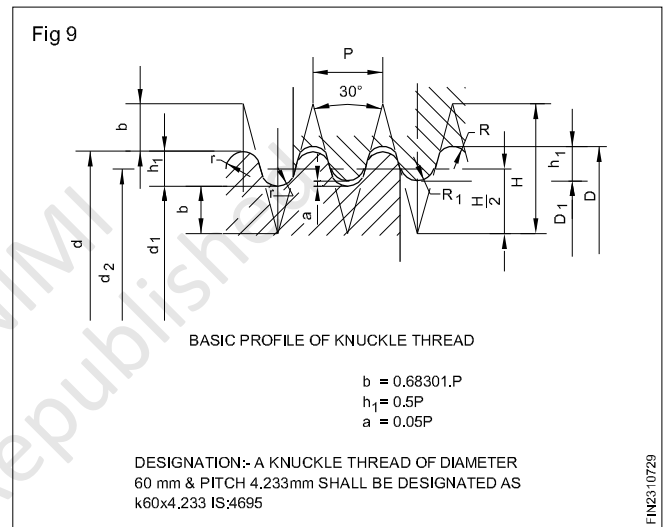 Fig 9
P
30°
b
h1
r
r
a
b
d
d2
d1
R
R1
H
2
H
h1
D1
D
BASIC PROFILE OF KNUCKLE THREAD
b = 0.68301.P
h1 = 0.5P
a = 0.05P
DESIGNATION:- A KNUCKLE THREAD OF DIAMETER
60 mm & PITCH 4.233mm SHALL BE DESIGNATED AS
k60x4.233 IS:4695
FIN2310729